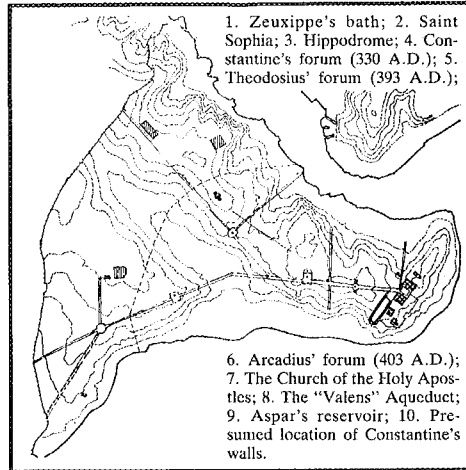 1. Zeuxippe's bath; 2. Saint
Sophia; 3. Hippodrome; 4. Con-
stantine's forum (330 A.D.); 5.
Theodosius' forum (393 A.D.);
6. Arcadius' forum (403 A.D.);
7. The Church of the Holy Apos-
tles; 8. The "Valens" Aqueduct;
9. Aspar's reservoir; 10. Pre-
sumed location of Constantine's
walls.